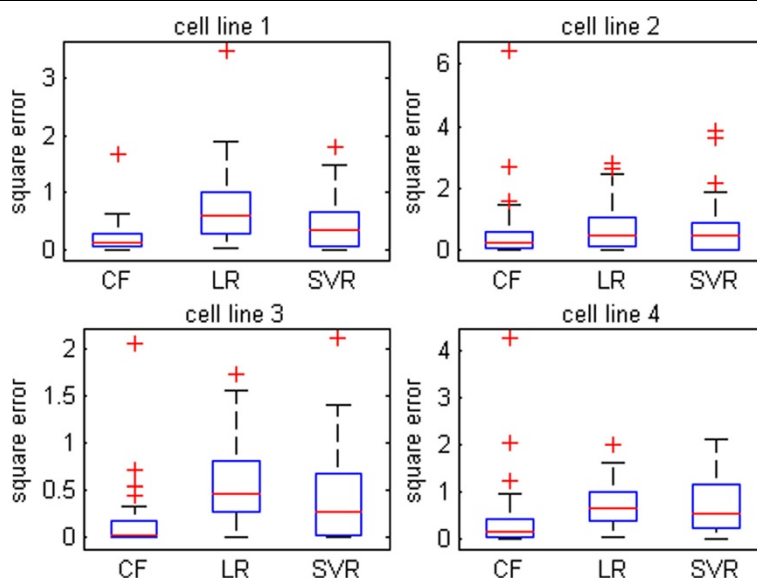 cell line 1
square error
3
2
1
0
CF LR SVR
cell line 2
square error
6
4
2
0
CF LR SVR
cell line 3
square error
2
1.5
1
0.5
0
CF LR SVR
cell line 4
square error
4
3
2
1
0
CF LR SVR